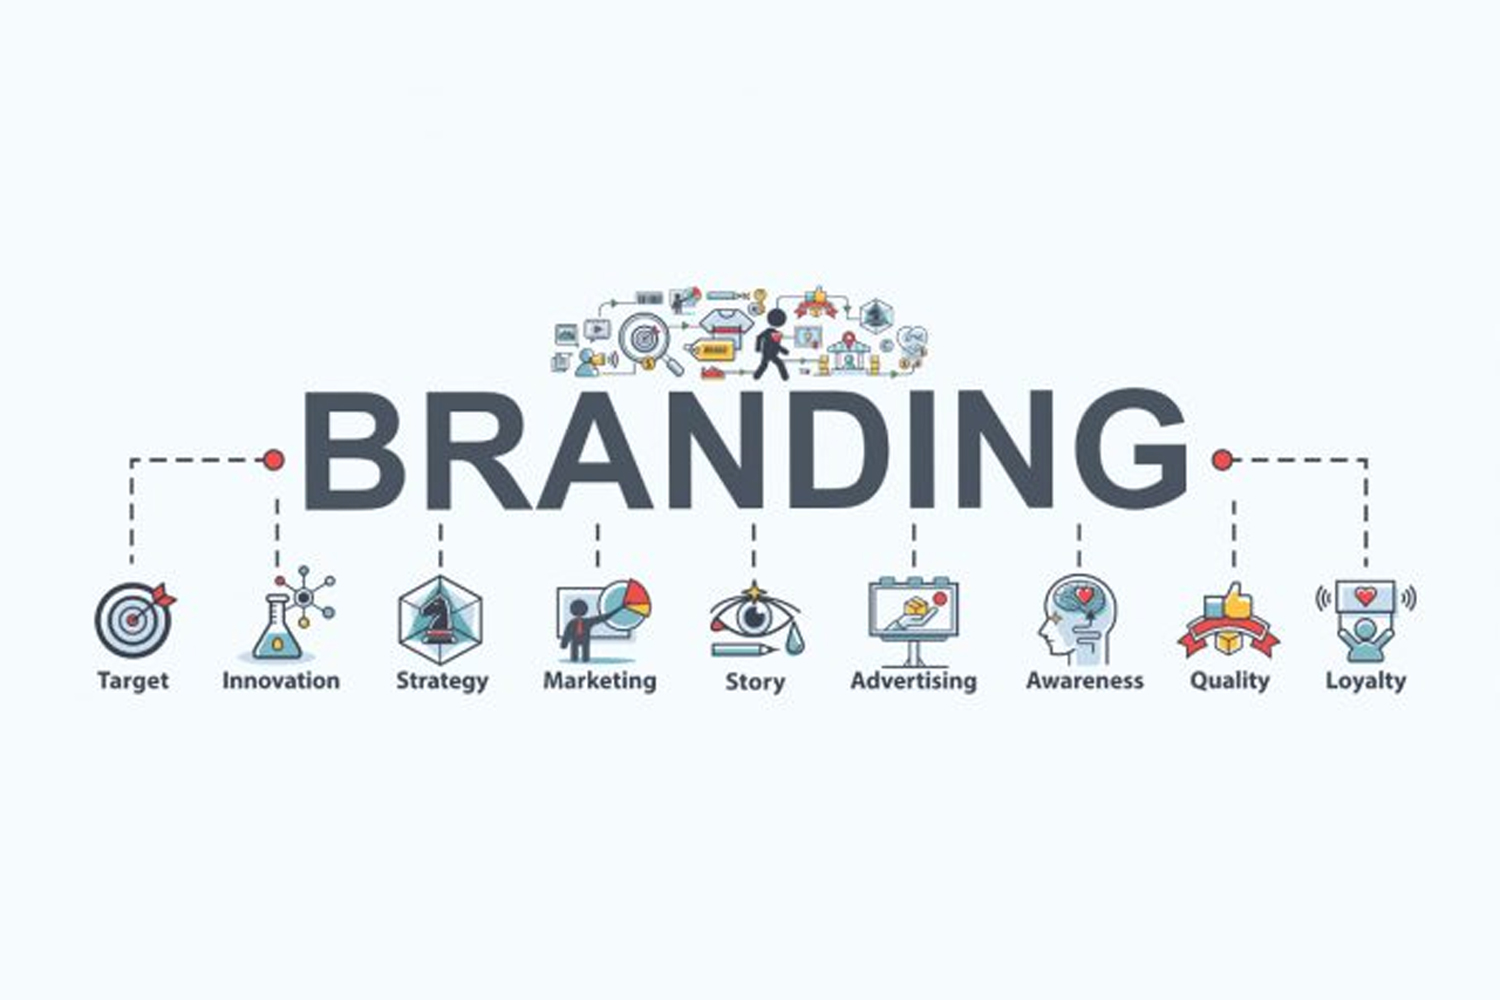 BRANDING
Target
Innovation
Strategy
Marketing
Story
Advertising
Awareness
Quality
Loyalty